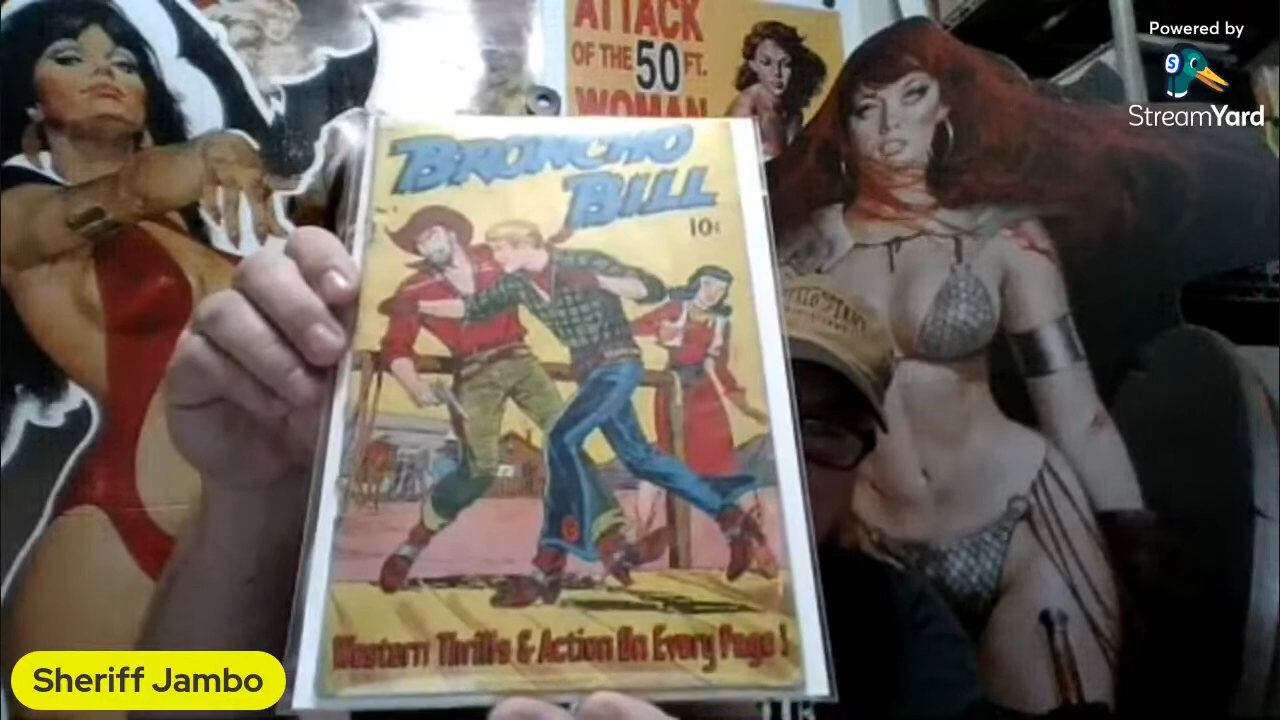 Powered by
StreamYard
ATTACK
OF THE 50 FT.
WOMAN
BRONCHO
BILL
10¢
Western Thrills & Action On Every Page !
Sheriff Jambo